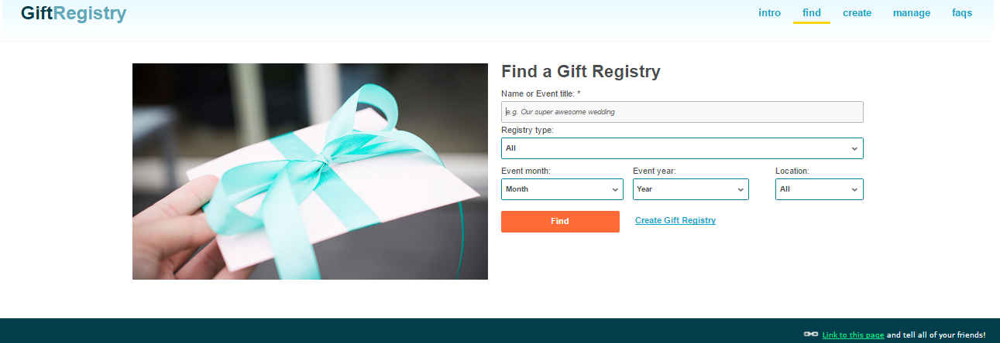 GiftRegistry
intro find create manage faqs
Find a Gift Registry
Name or Event title: *
e.g. Our super awesome wedding
Registry type:
All
Event month: Event year: Location:
Month Year All
Find Create Gift Registry
Link to this page and tell all of your friends!